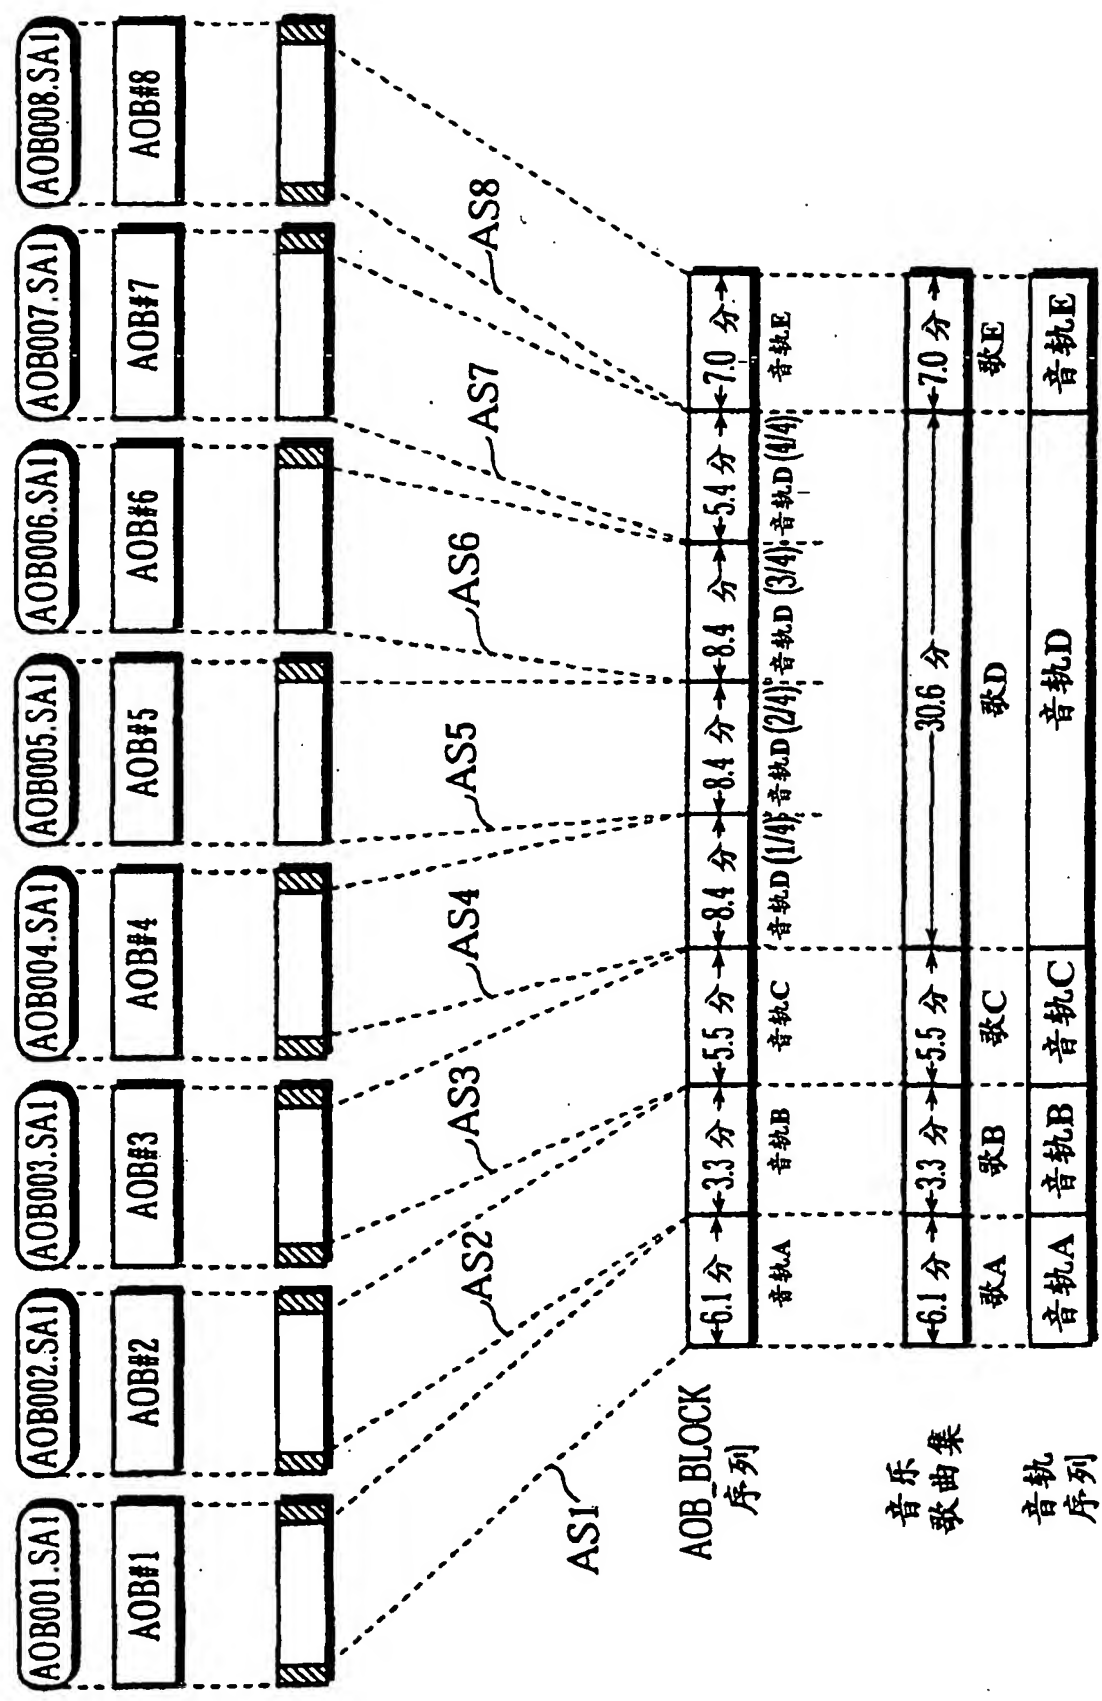 AOB001.SA1
AOB002.SA1
AOB003.SA1
AOB004.SA1
AOB005.SA1
AOB006.SA1
AOB007.SA1
AOB008.SA1
AOB#1
AOB#2
AOB#3
AOB#4
AOB#5
AOB#6
AOB#7
AOB#8
AS1
AS2
AS3
AS4
AS5
AS6
AS7
AS8
AOB_BLOCK
序列
6.1 分
3.3 分
5.5 分
8.4 分
8.4 分
8.4 分
5.4 分
7.0 分
音轨A
音轨B
音轨C
音轨D (1/4)
音轨D (2/4)
音轨D (3/4)
音轨D (4/4)
音轨E
音乐
歌曲集
6.1 分
3.3 分
5.5 分
30.6 分
7.0 分
歌A
歌B
歌C
歌D
歌E
音轨
序列
音轨A
音轨B
音轨C
音轨D
音轨E